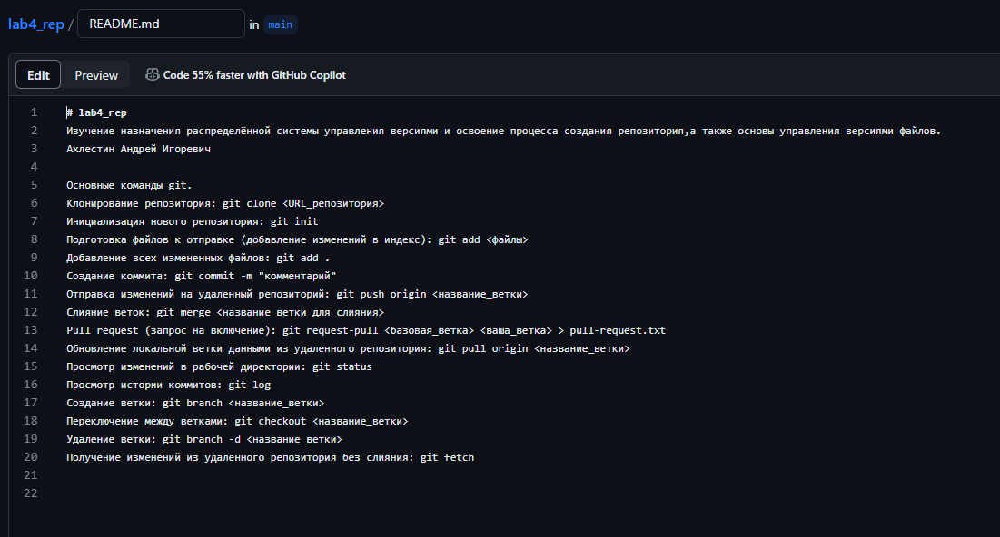 lab4_rep / README.md in main
Edit Preview Code 55% faster with GitHub Copilot
1 # lab4_rep
2 Изучение назначения распределённой системы управления версиями и освоение процесса создания репозитория,а также основы управления версиями файлов.
3 Ахлестин Андрей Игоревич
4
5 Основные команды git.
6 Клонирование репозитория: git clone <URL_репозитория>
7 Инициализация нового репозитория: git init
8 Подготовка файлов к отправке (добавление изменений в индекс): git add <файлы>
9 Добавление всех измененных файлов: git add .
10 Создание коммита: git commit -m "комментарий"
11 Отправка изменений на удаленный репозиторий: git push origin <название_ветки>
12 Слияние веток: git merge <название_ветки_для_слияния>
13 Pull request (запрос на включение): git request-pull <базовая_ветка> <ваша_ветка> > pull-request.txt
14 Обновление локальной ветки данными из удаленного репозитория: git pull origin <название_ветки>
15 Просмотр изменений в рабочей директории: git status
16 Просмотр истории коммитов: git log
17 Создание ветки: git branch <название_ветки>
18 Переключение между ветками: git checkout <название_ветки>
19 Удаление ветки: git branch -d <название_ветки>
20 Получение изменений из удаленного репозитория без слияния: git fetch
21
22